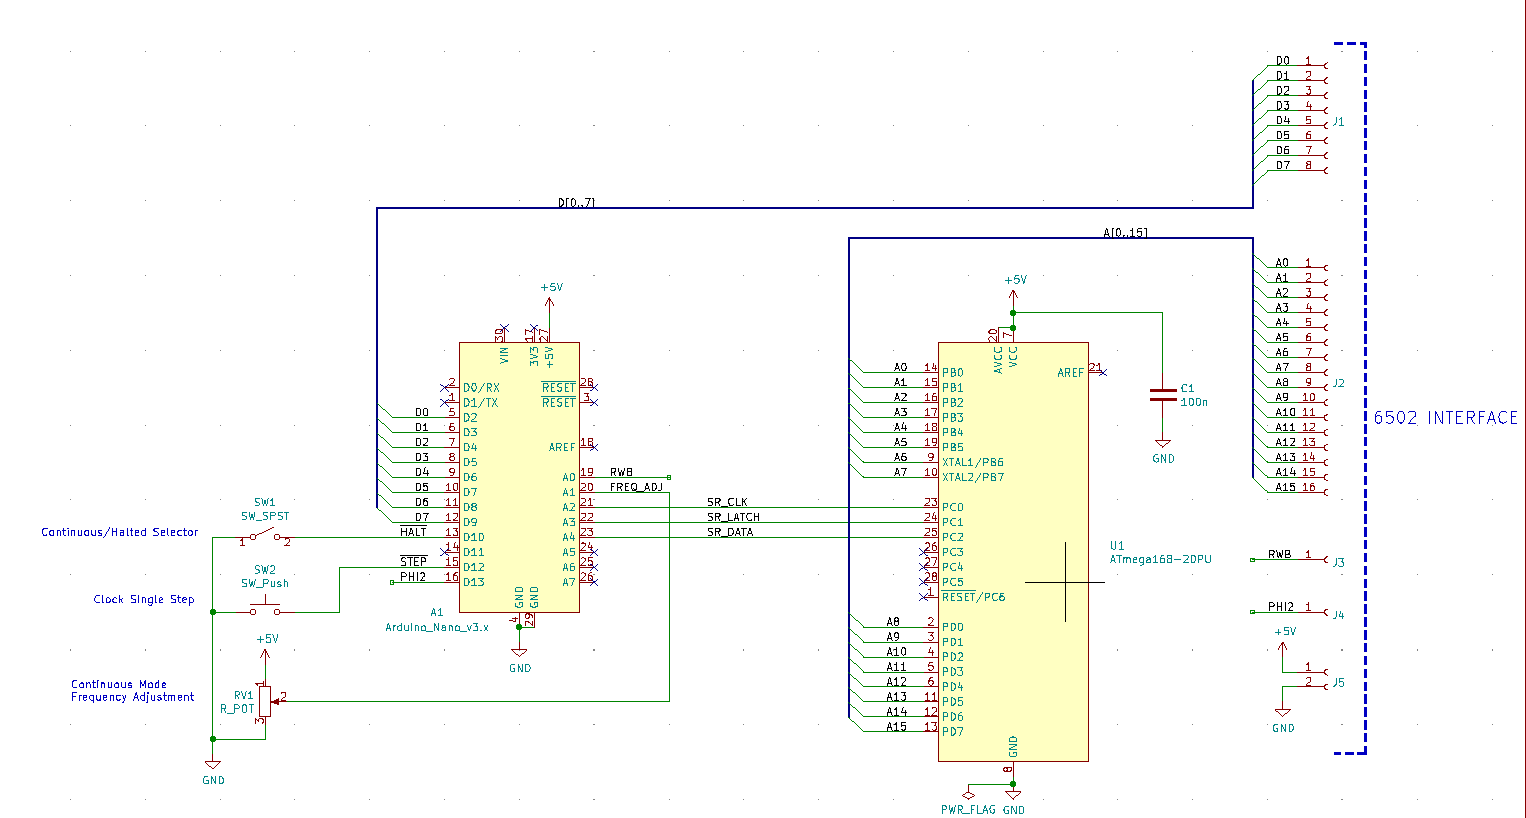 D0 1
D1 2
D2 3
D3 4
D4 5
D5 6
D6 7
D7 8
J1
D[0..7]
A[0..15]
A0 1
A1 2
A2 3
A3 4
A4 5
A5 6
A6 7
A7 8
A8 9
A9 10
A10 11
A11 12
A12 13
A13 14
A14 15
A15 16
J2
6502 INTERFACE
RWB 1
J3
PHI2 1
J4
+5V
1
2
J5
GND
+5V
30 17 27
VIN 3V3 +5V
2 D0/RX
1 D1/TX
D0 5 D2
D1 6 D3
D2 7 D4
D3 8 D5
D4 9 D6
D5 10 D7
D6 11 D8
D7 12 D9
HALT 13 D10
14 D11
STEP 15 D12
PHI2 16 D13
RESET 28
RESET 3
AREF 18
A0 19 RWB
A1 20 FREQ_ADJ
A2 21 SR_CLK
A3 22 SR_LATCH
A4 23 SR_DATA
A5 24
A6 25
A7 26
GND GND
4 29
A1
Arduino_Nano_v3.x
GND
SW1
SW_SPST
1 2
Continuous/Halted Selector
SW2
SW_Push
Clock Single Step
+5V
Continuous Mode
Frequency Adjustment
RV1
R_POT
1
2
3
GND
+5V
20 7
AVCC VCC
A0 14 PB0
A1 15 PB1
A2 16 PB2
A3 17 PB3
A4 18 PB4
A5 19 PB5
A6 9 XTAL1/PB6
A7 10 XTAL2/PB7
23 PC0
24 PC1
25 PC2
26 PC3
27 PC4
28 PC5
1 RESET/PC6
A8 2 PD0
A9 3 PD1
A10 4 PD2
A11 5 PD3
A12 6 PD4
A13 11 PD5
A14 12 PD6
A15 13 PD7
AREF 21
GND
8
U1
ATmega168-20PU
C1
100n
GND
PWR_FLAG GND